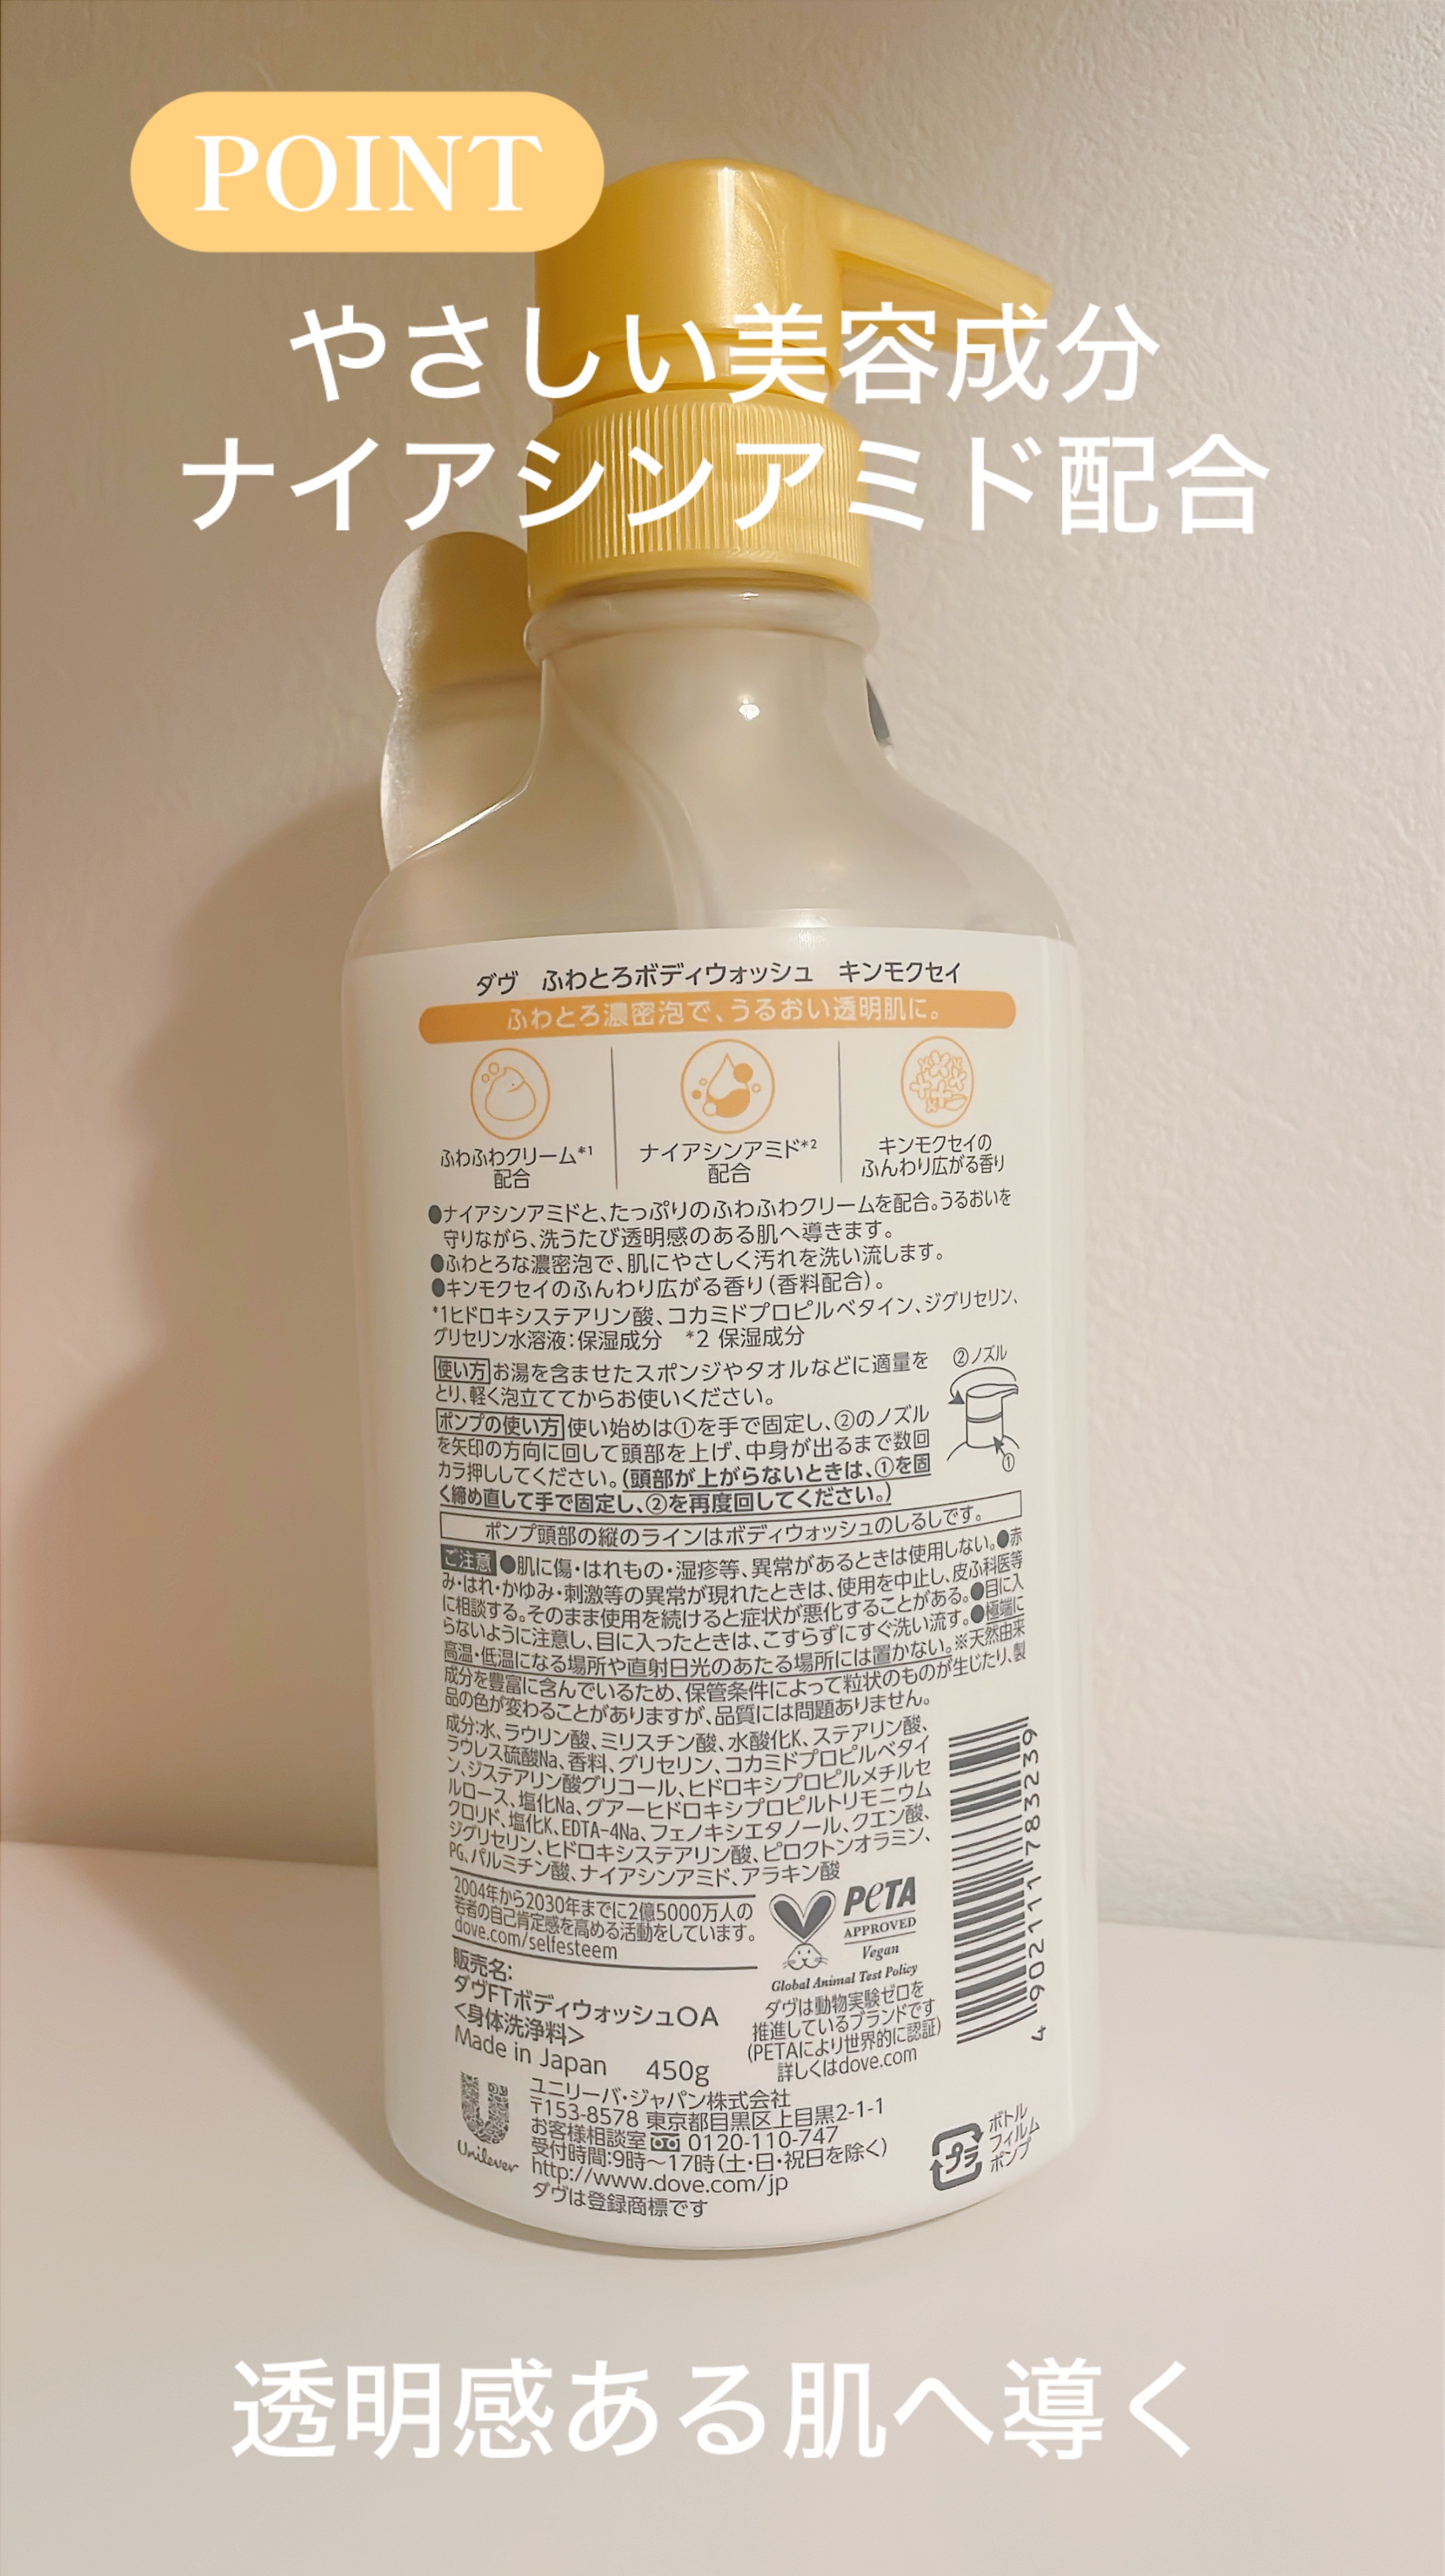 POINT
やさしい美容成分
ナイアシンアミド配合
ダヴ ふわとろボディウォッシュ キンモクセイ
ふわとろ濃密泡で、うるおい透明肌に。
ふわふわクリーム*1
配合
ナイアシンアミド*2
配合
キンモクセイの
ふんわり広がる香り
●ナイアシンアミドと、たっぷりのふわふわクリームを配合。うるおいを
守りながら、洗うたび透明感のある肌へ導きます。
●ふわとろな濃密泡で、肌にやさしく汚れを洗い流します。
●キンモクセイのふんわり広がる香り(香料配合)。
*1ヒドロキシステアリン酸、コカミドプロピルベタイン、ジグリセリン、
グリセリン水溶液:保湿成分 *2 保湿成分
使い方 お湯を含ませたスポンジやタオルなどに適量を
とり、軽く泡立ててからお使いください。
ポンプの使い方 使い始めは①を手で固定し、②のノズル
を矢印の方向に回して頭部を上げ、中身が出るまで数回
カラ押ししてください。(頭部が上がらないときは、①を固
く締め直して手で固定し、②を再度回してください。)
②ノズル
①
ポンプ頭部の縦のラインはボディウォッシュのしるしです。
ご注意 ●肌に傷・はれもの・湿疹等、異常があるときは使用しない。●赤
み・はれ・かゆみ・刺激等の異常が現れたときは、使用を中止し、皮ふ科医等
に相談する。そのまま使用を続けると症状が悪化することがある。●目に入
らないように注意し、目に入ったときは、こすらずにすぐ洗い流す。●極端に
高温・低温になる場所や直射日光のあたる場所には置かない。※天然由来
成分を豊富に含んでいるため、保管条件によって粒状のものが生じたり、製
品の色が変わることがありますが、品質には問題ありません。
成分:水、ラウリン酸、ミリスチン酸、水酸化K、ステアリン酸、
ラウレス硫酸Na、香料、グリセリン、コカミドプロピルベタイ
ン、ジステアリン酸グリコール、ヒドロキシプロピルメチルセ
ルロース、塩化Na、グアーヒドロキシプロピルトリモニウム
クロリド、塩化K、EDTA-4Na、フェノキシエタノール、クエン酸、
ジグリセリン、ヒドロキシステアリン酸、ピロクトンオラミン、
PG、パルミチン酸、ナイアシンアミド、アラキン酸
2004年から2030年までに2億5000万人の
若者の自己肯定感を高める活動をしています。
dove.com/selfesteem
PeTA
APPROVED
Vegan
Global Animal Test Policy
ダヴは動物実験ゼロを
推進しているブランドです
(PETAにより世界的に認証)
詳しくはdove.com
販売名:
ダヴFTボディウォッシュOA
<身体洗浄料>
Made in Japan 450g
4 902111 783239
Unilever
ユニリーバ・ジャパン株式会社
〒153-8578 東京都目黒区上目黒2-1-1
お客様相談室 0120-110-747
受付時間:9時～17時(土・日・祝日を除く)
http://www.dove.com/jp
ダヴは登録商標です
プラ
ボトル
フィルム
ポンプ
透明感ある肌へ導く